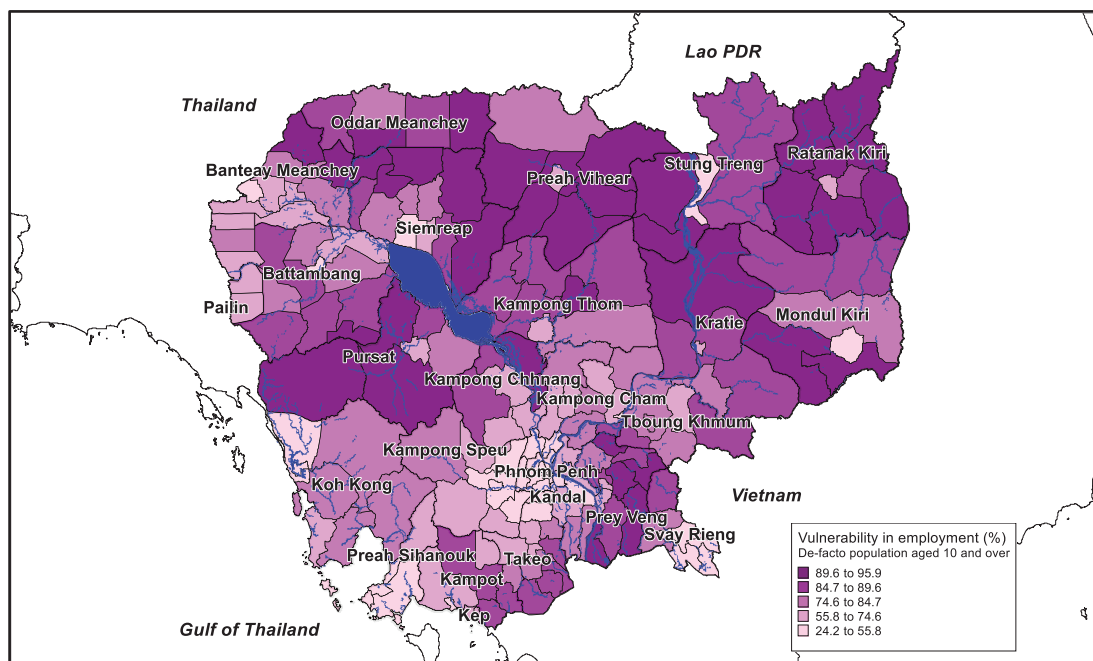 Lao PDR
Thailand
Oddar Meanchey
Stung Treng
Ratanak Kiri
Banteay Meanchey
Preah Vihear
Siemreap
Battambang
Pailin
Kampong Thom
Mondul Kiri
Kratie
Pursat
Kampong Chhnang
Kampong Cham
Tboung Khmum
Kampong Speu
Phnom Penh
Koh Kong
Kandal
Vietnam
Prey Veng
Svay Rieng
Preah Sihanouk
Takeo
Kampot
Kep
Gulf of Thailand
Vulnerability in employment (%)
De-facto population aged 10 and over
89.6 to 95.9
84.7 to 89.6
74.6 to 84.7
55.8 to 74.6
24.2 to 55.8